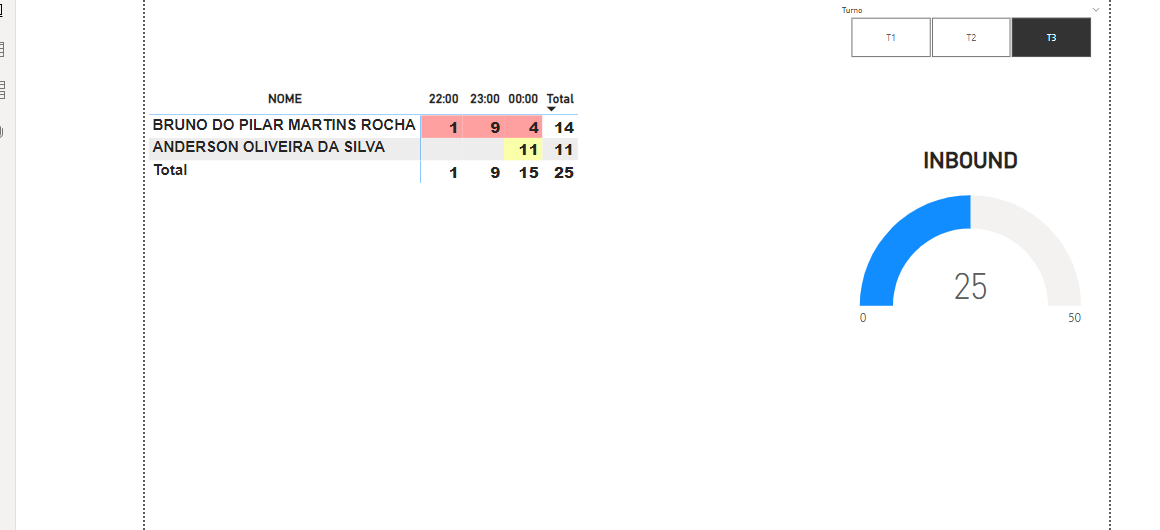 Turno
T1 T2 T3
NOME 22:00 23:00 00:00 Total
BRUNO DO PILAR MARTINS ROCHA 1 9 4 14
ANDERSON OLIVEIRA DA SILVA 11 11
Total 1 9 15 25
INBOUND
25
0 50